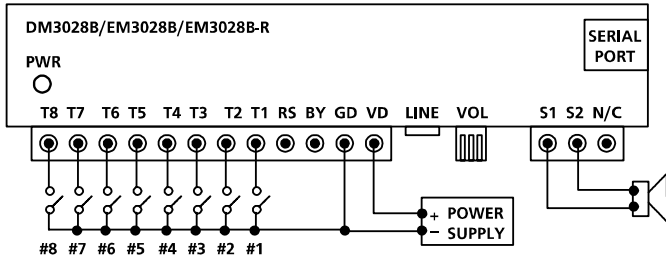 DM3028B/EM3028B/EM3028B-R
SERIAL
PORT
PWR
T8 T7 T6 T5 T4 T3 T2 T1 RS BY GD VD LINE VOL S1 S2 N/C
+ POWER
− SUPPLY
#8 #7 #6 #5 #4 #3 #2 #1